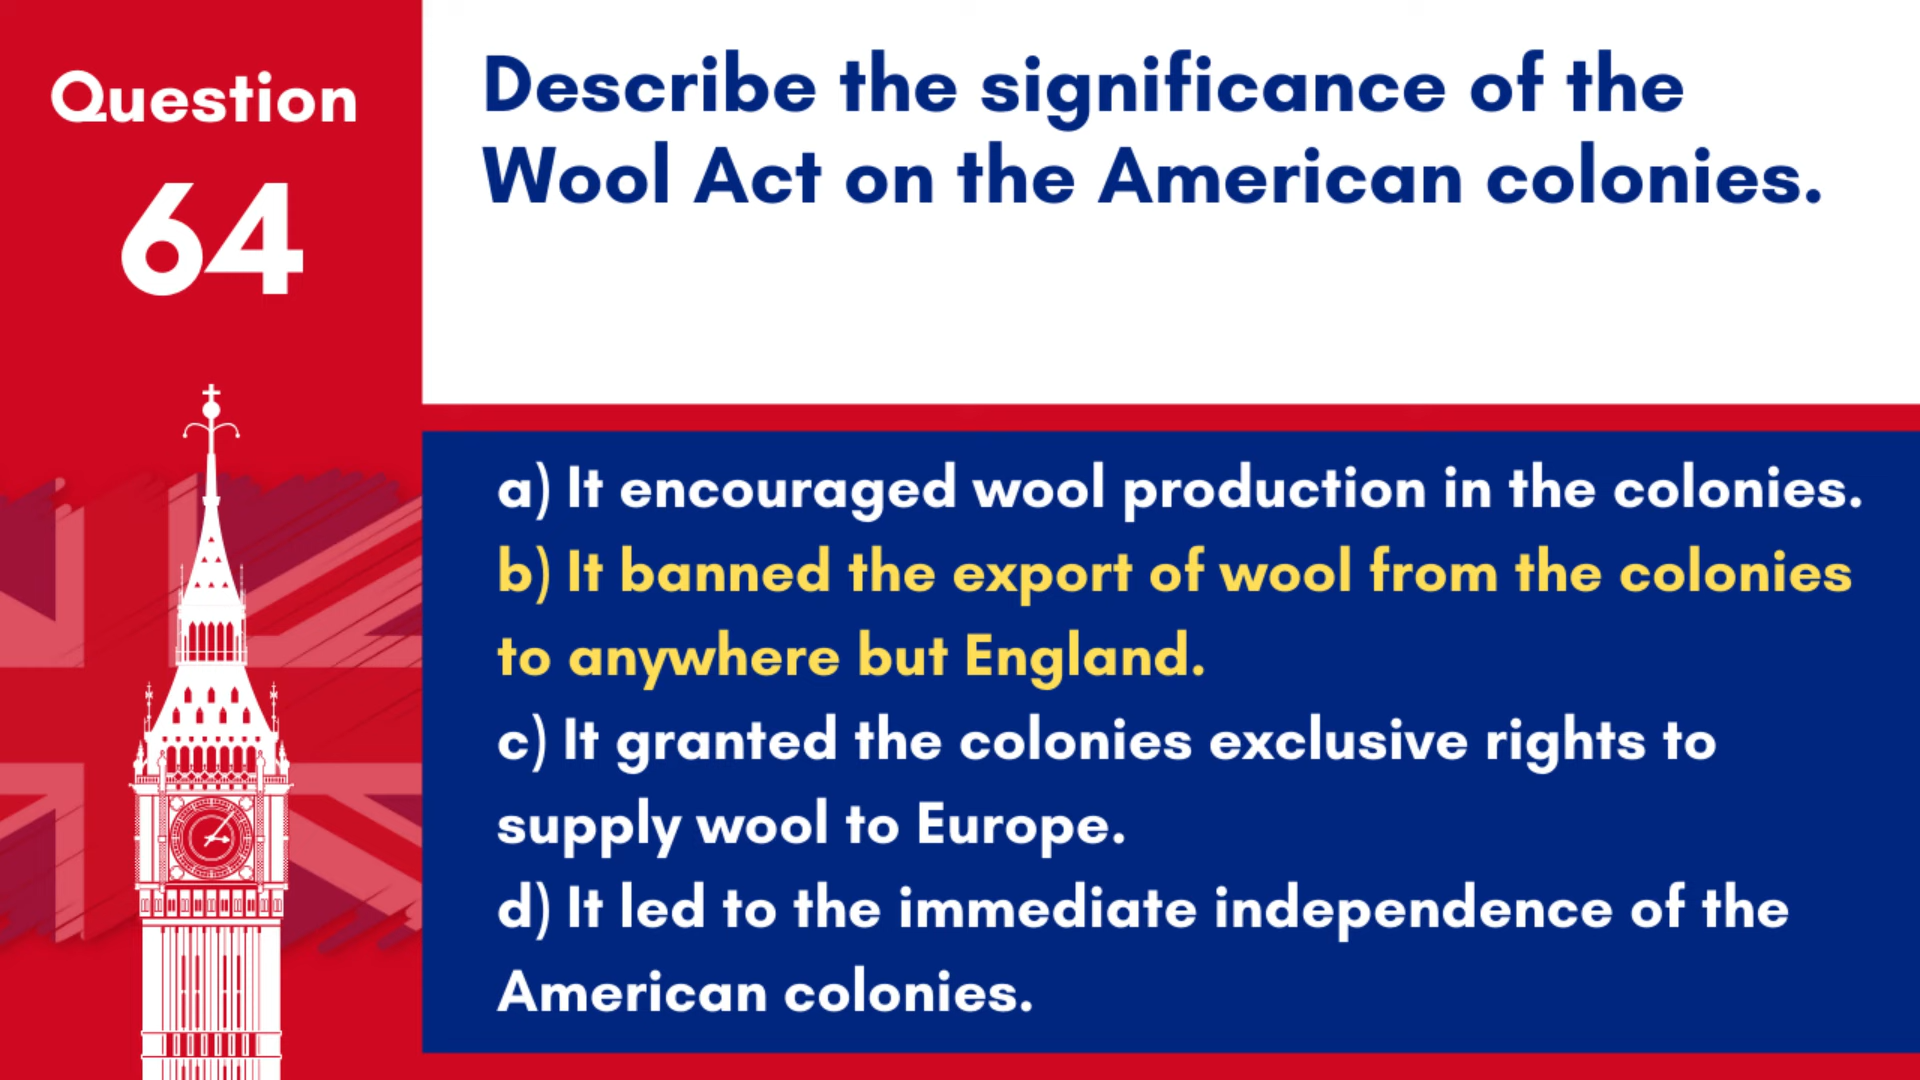 Question
64
Describe the significance of the
Wool Act on the American colonies.
a) It encouraged wool production in the colonies.
b) It banned the export of wool from the colonies
to anywhere but England.
c) It granted the colonies exclusive rights to
supply wool to Europe.
d) It led to the immediate independence of the
American colonies.